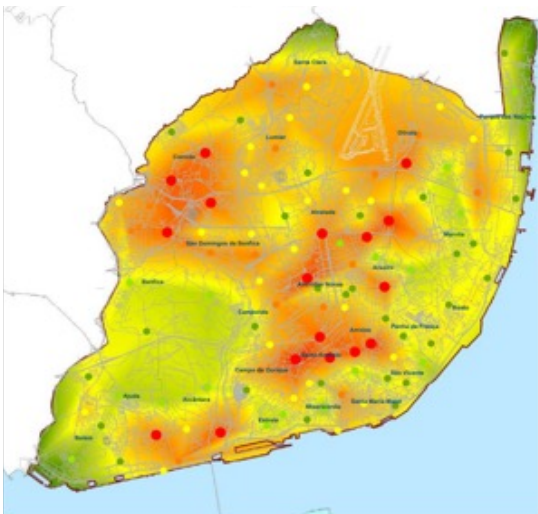 Santa Clara
Parque das Nações
Olivais
Lumiar
Carnide
Alvalade
São Domingos de Benfica
Marvila
Areeiro
Benfica
Avenidas Novas
Beato
Campolide
Arroios
Penha de França
Santo António
Campo de Ourique
São Vicente
Ajuda
Alcântara
Santa Maria Maior
Misericórdia
Estrela
Belém